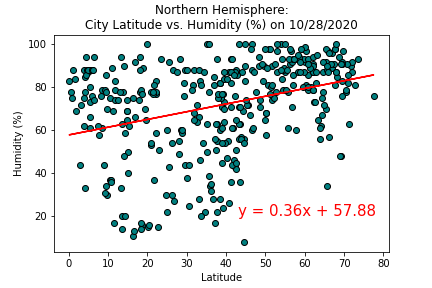 Northern Hemisphere:
City Latitude vs. Humidity (%) on 10/28/2020
Humidity (%)
100
80
60
40
20
y = 0.36x + 57.88
0 10 20 30 40 50 60 70 80
Latitude